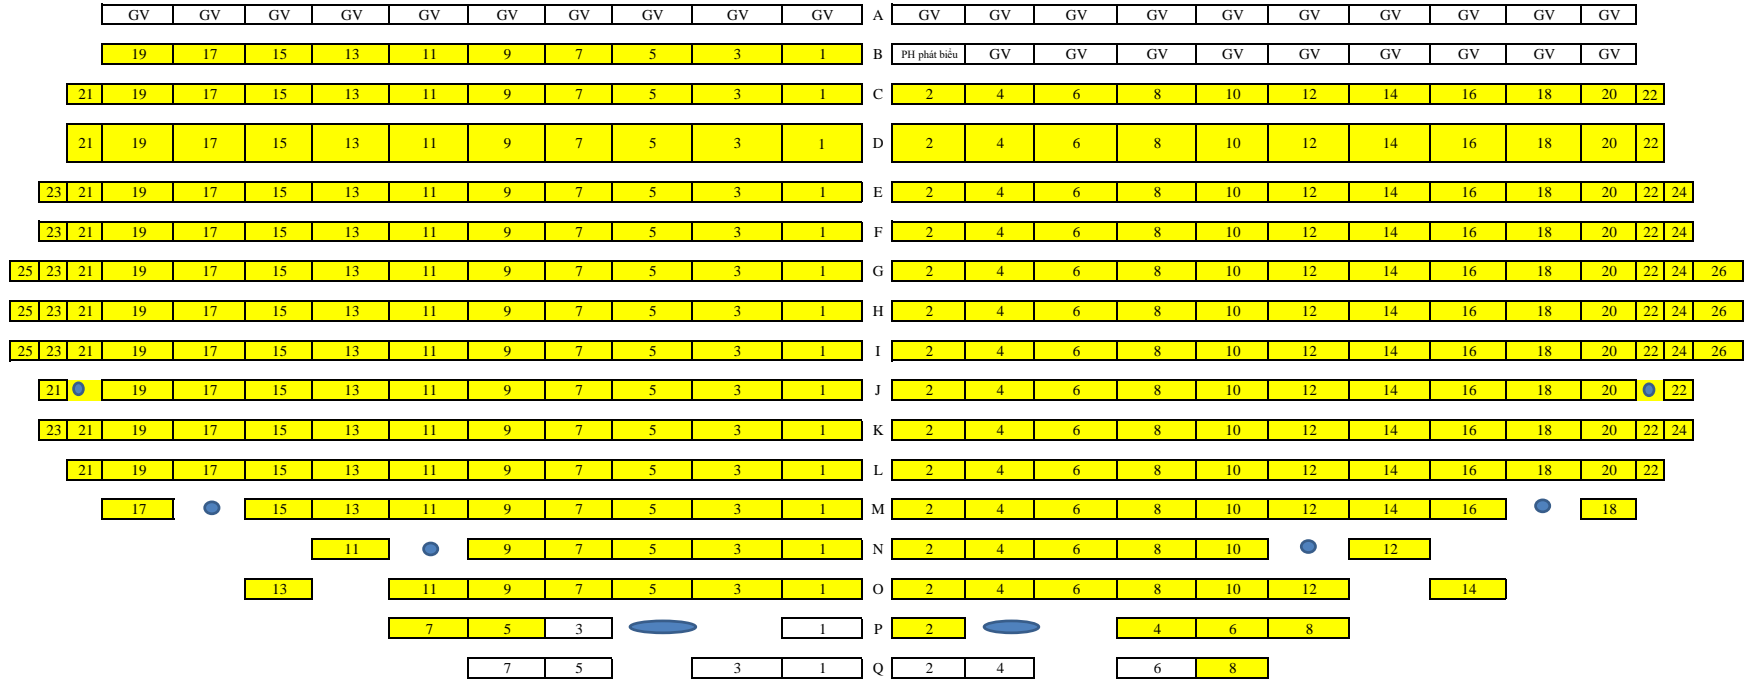 GV GV GV GV GV GV GV GV GV GV A GV GV GV GV GV GV GV GV GV GV
19 17 15 13 11 9 7 5 3 1 B PH phát biểu GV GV GV GV GV GV GV GV GV
21 19 17 15 13 11 9 7 5 3 1 C 2 4 6 8 10 12 14 16 18 20 22
21 19 17 15 13 11 9 7 5 3 1 D 2 4 6 8 10 12 14 16 18 20 22
23 21 19 17 15 13 11 9 7 5 3 1 E 2 4 6 8 10 12 14 16 18 20 22 24
23 21 19 17 15 13 11 9 7 5 3 1 F 2 4 6 8 10 12 14 16 18 20 22 24
25 23 21 19 17 15 13 11 9 7 5 3 1 G 2 4 6 8 10 12 14 16 18 20 22 24 26
25 23 21 19 17 15 13 11 9 7 5 3 1 H 2 4 6 8 10 12 14 16 18 20 22 24 26
25 23 21 19 17 15 13 11 9 7 5 3 1 I 2 4 6 8 10 12 14 16 18 20 22 24 26
21 19 17 15 13 11 9 7 5 3 1 J 2 4 6 8 10 12 14 16 18 20 22
23 21 19 17 15 13 11 9 7 5 3 1 K 2 4 6 8 10 12 14 16 18 20 22 24
21 19 17 15 13 11 9 7 5 3 1 L 2 4 6 8 10 12 14 16 18 20 22
17 15 13 11 9 7 5 3 1 M 2 4 6 8 10 12 14 16 18
11 9 7 5 3 1 N 2 4 6 8 10 12
13 11 9 7 5 3 1 O 2 4 6 8 10 12 14
7 5 3 1 P 2 4 6 8
7 5 3 1 Q 2 4 6 8